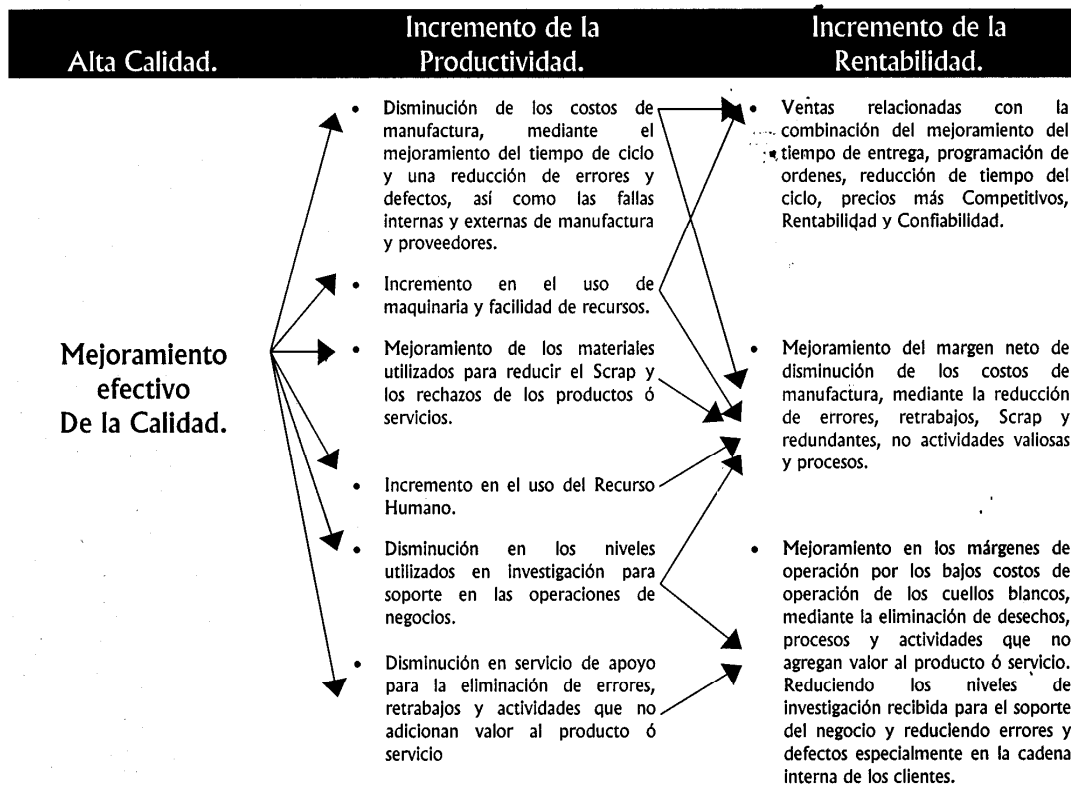 Alta Calidad.
Incremento de la
Productividad.
Incremento de la
Rentabilidad.
Mejoramiento
efectivo
De la Calidad.
• Disminución de los costos de
manufactura, mediante el
mejoramiento del tiempo de ciclo
y una reducción de errores y
defectos, así como las fallas
internas y externas de manufactura
y proveedores.
• Incremento en el uso de
maquinaria y facilidad de recursos.
• Mejoramiento de los materiales
utilizados para reducir el Scrap y
los rechazos de los productos ó
servicios.
• Incremento en el uso del Recurso
Humano.
• Disminución en los niveles
utilizados en investigación para
soporte en las operaciones de
negocios.
• Disminución en servicio de apoyo
para la eliminación de errores,
retrabajos y actividades que no
adicionan valor al producto ó
servicio
• Ventas relacionadas con la
combinación del mejoramiento del
tiempo de entrega, programación de
ordenes, reducción de tiempo del
ciclo, precios más Competitivos,
Rentabilidad y Confiabilidad.
• Mejoramiento del margen neto de
disminución de los costos de
manufactura, mediante la reducción
de errores, retrabajos, Scrap y
redundantes, no actividades valiosas
y procesos.
• Mejoramiento en los márgenes de
operación por los bajos costos de
operación de los cuellos blancos,
mediante la eliminación de desechos,
procesos y actividades que no
agregan valor al producto ó servicio.
Reduciendo los niveles de
investigación recibida para el soporte
del negocio y reduciendo errores y
defectos especialmente en la cadena
interna de los clientes.